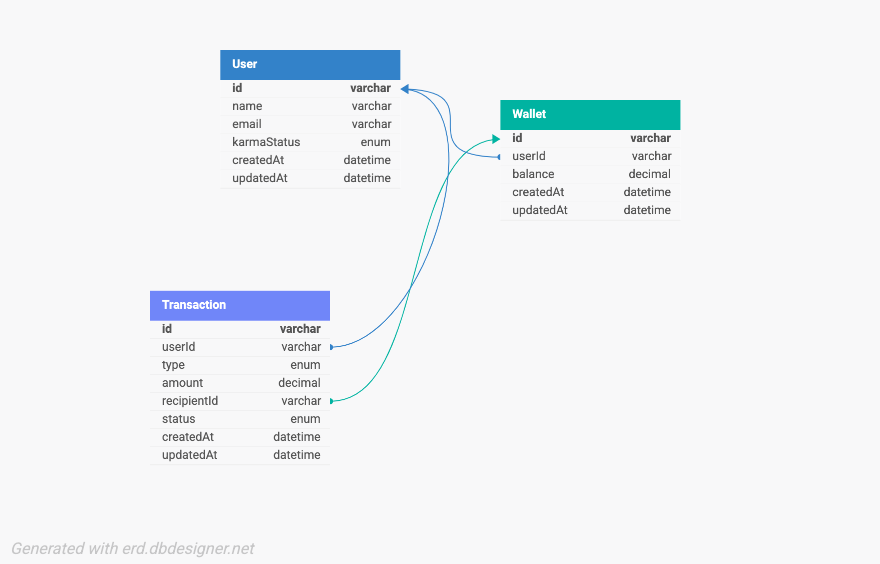 User
id varchar
name varchar
email varchar
karmaStatus enum
createdAt datetime
updatedAt datetime
Wallet
id varchar
userId varchar
balance decimal
createdAt datetime
updatedAt datetime
Transaction
id varchar
userId varchar
type enum
amount decimal
recipientId varchar
status enum
createdAt datetime
updatedAt datetime
Generated with erd.dbdesigner.net